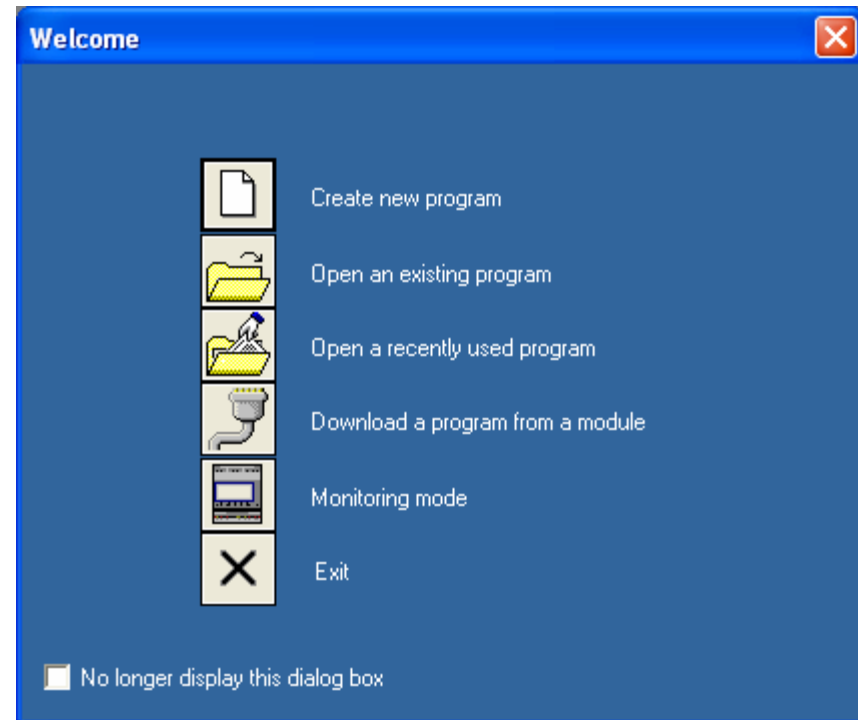 Welcome
Create new program
Open an existing program
Open a recently used program
Download a program from a module
Monitoring mode
Exit
No longer display this dialog box